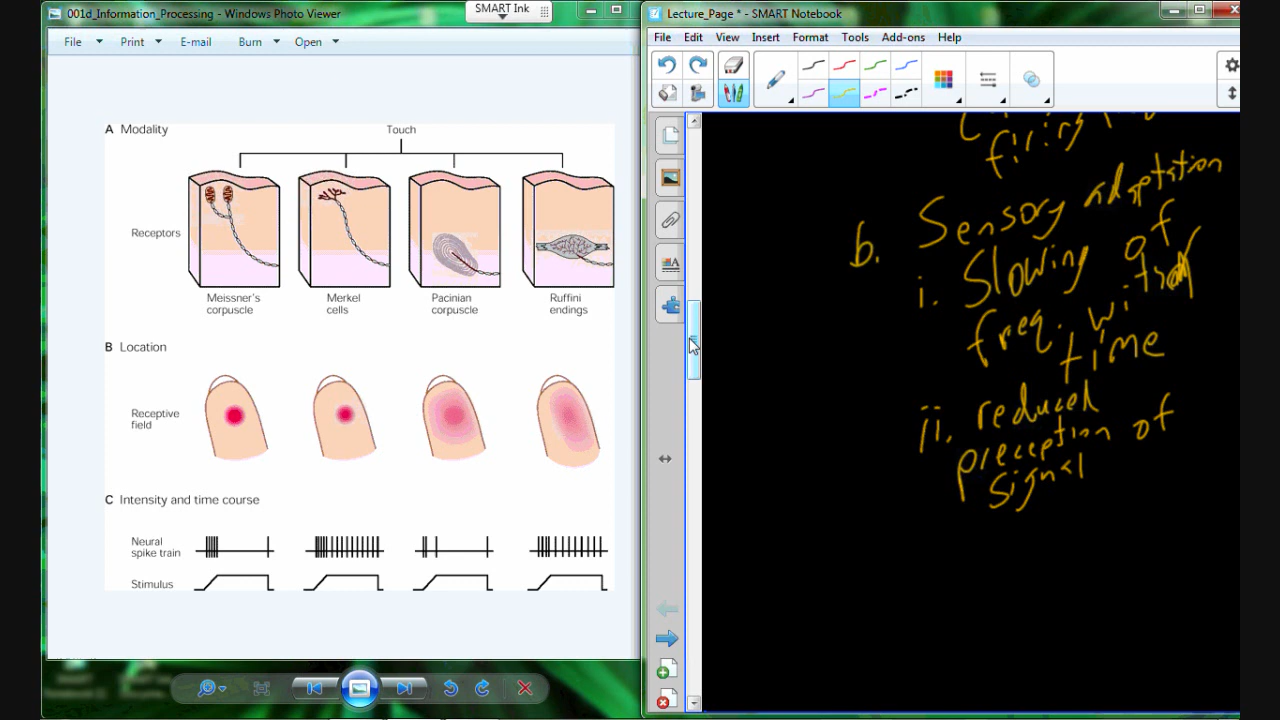 001d_Information_Processing - Windows Photo Viewer
SMART Ink
File Print E-mail Burn Open
A Modality
Touch
Receptors
Meissner's corpuscle
Merkel cells
Pacinian corpuscle
Ruffini endings
B Location
Receptive field
C Intensity and time course
Neural spike train
Stimulus
Lecture_Page * - SMART Notebook
File Edit View Insert Format Tools Add-ons Help
firing
b. Sensory adaptation
i. Slowing of
freq. with
time
ii. reduced
preception of
signal